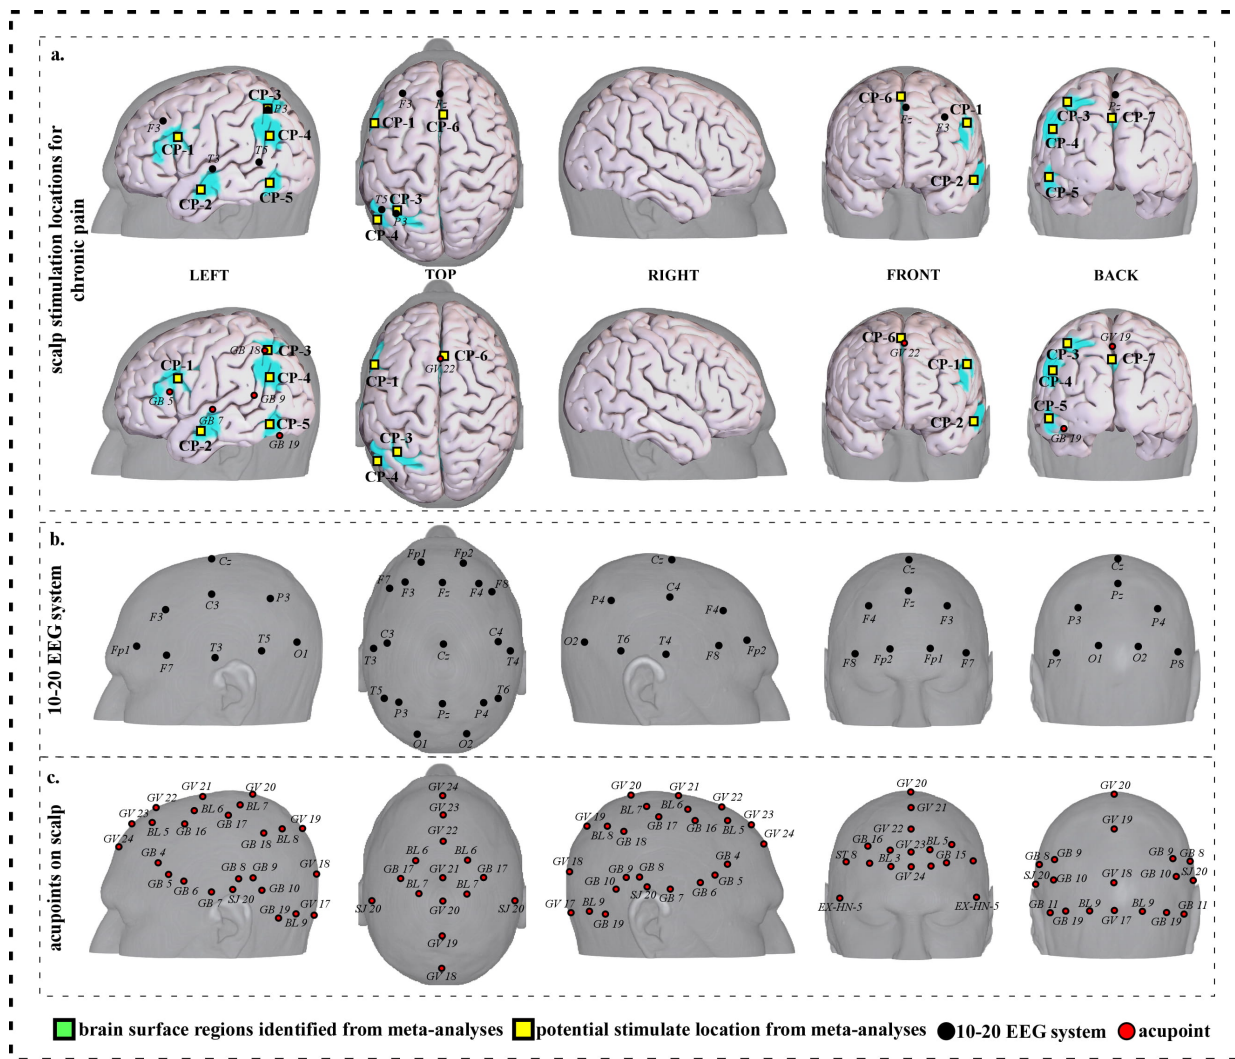 a.
scalp stimulation locations for
chronic pain
CP-3
P3
F3
CP-1
CP-4
T3
T5
CP-2
CP-5
F3
Fz
CP-1
CP-6
T5
CP-3
P3
CP-4
CP-6
Fz
CP-1
F3
CP-2
Pz
CP-3
CP-7
CP-4
CP-5
LEFT
TOP
RIGHT
FRONT
BACK
GB 18
CP-3
CP-1
CP-4
GB 5
GB 9
GB 7
CP-2
CP-5
GB 19
CP-6
GV 22
CP-1
CP-3
CP-4
CP-6
GV 22
CP-1
CP-2
GV 19
CP-3
CP-7
CP-4
CP-5
GB 19
b.
10-20 EEG system
Cz
C3
P3
F3
Fp1
F7
T3
T5
O1
Fp1
Fp2
F7
F3
Fz
F4
F8
C3
C4
T3
Cz
T4
T5
T6
P3
Pz
P4
O1
O2
Cz
C4
P4
F4
O2
T6
T4
F8
Fp2
Cz
Fz
F4
F3
F8
Fp2
Fp1
F7
Cz
Pz
P3
P4
P7
O1
O2
P8
c.
acupoints on scalp
GV 21
GV 20
GV 22
BL 6
BL 7
GV 23
BL 5
GB 16
GB 17
GV 19
GV 24
GB 18
BL 8
GB 4
GB 5
GB 6
GB 8
GB 9
GV 18
GB 7
SJ 20
GB 10
GB 19
BL 9
GV 17
GV 24
GV 23
GV 22
BL 6
BL 6
GB 17
GB 17
BL 7
BL 7
SJ 20
GV 20
SJ 20
GV 19
GV 18
GV 20
GV 21
BL 7
BL 6
GV 22
GV 19
GB 17
GB 16
BL 5
GV 23
BL 8
GB 18
GV 24
GV 18
GB 9
GB 8
GB 4
GB 10
GB 5
SJ 20
GB 7
GB 6
GV 17
BL 9
GB 19
GV 20
GV 21
GV 22
GB 16
BL 5
GV 23
ST 8
BL 3
GB 15
GV 24
EX-HN-5
EX-HN-5
GV 20
GV 19
GB 8
GB 9
GB 9
GB 8
SJ 20
GB 10
GV 18
GB 10
SJ 20
GB 11
GB 19
BL 9
GV 17
BL 9
GB 19
GB 11
brain surface regions identified from meta-analyses
potential stimulate location from meta-analyses
10-20 EEG system
acupoint